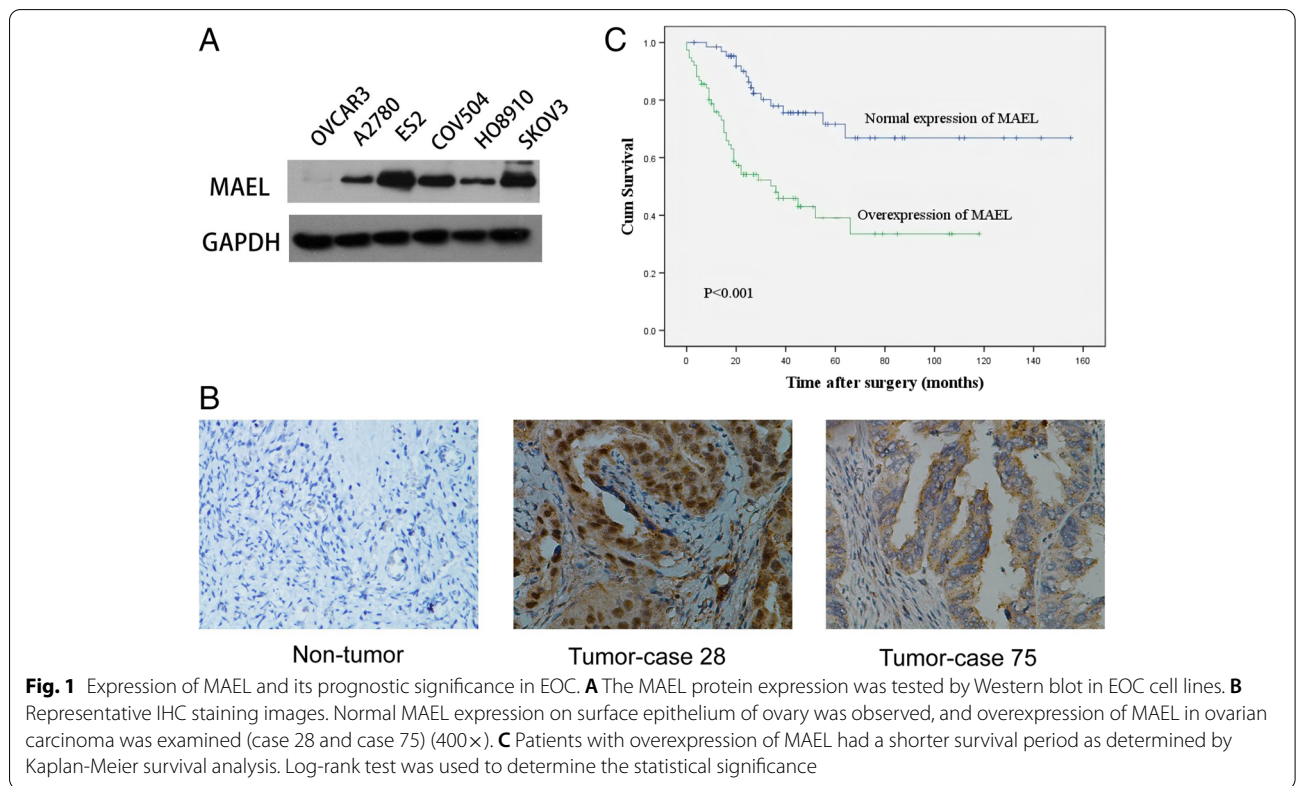 A
OVCAR3
A2780
ES2
COV504
HO8910
SKOV3
MAEL
GAPDH
C
1.0
0.8
0.6
0.4
0.2
0.0
Cum Survival
Normal expression of MAEL
Overexpression of MAEL
P<0.001
0 20 40 60 80 100 120 140 160
Time after surgery (months)
B
Non-tumor
Tumor-case 28
Tumor-case 75
Fig. 1 Expression of MAEL and its prognostic significance in EOC. A The MAEL protein expression was tested by Western blot in EOC cell lines. B
Representative IHC staining images. Normal MAEL expression on surface epithelium of ovary was observed, and overexpression of MAEL in ovarian
carcinoma was examined (case 28 and case 75) (400×). C Patients with overexpression of MAEL had a shorter survival period as determined by
Kaplan-Meier survival analysis. Log-rank test was used to determine the statistical significance